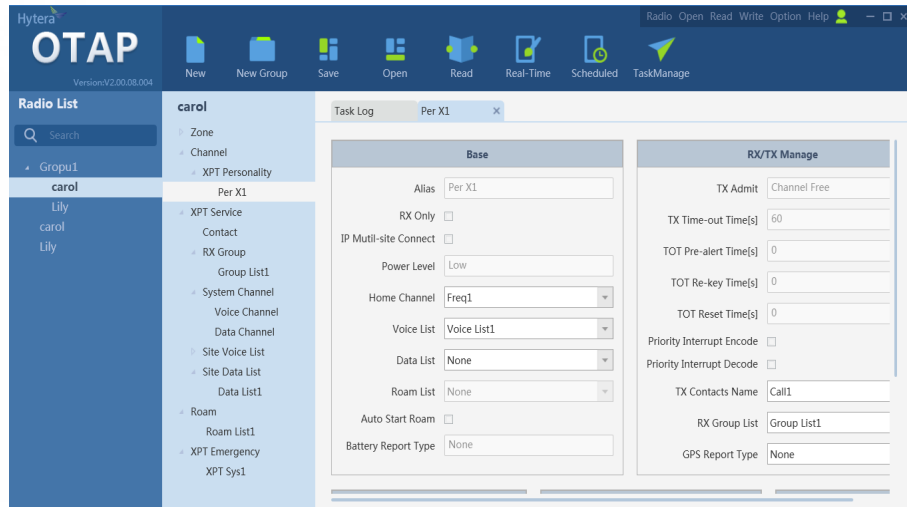 Hytera
Radio Open Read Write Option Help
OTAP
Version:V2.00.08.004
New New Group Save Open Read Real-Time Scheduled TaskManage
Radio List
Search
Gropu1
carol
Lily
carol
Lily
carol
Zone
Channel
XPT Personality
Per X1
XPT Service
Contact
RX Group
Group List1
System Channel
Voice Channel
Data Channel
Site Voice List
Site Data List
Data List1
Roam
Roam List1
XPT Emergency
XPT Sys1
Task Log Per X1
Base
Alias Per X1
RX Only
IP Mutil-site Connect
Power Level Low
Home Channel Freq1
Voice List Voice List1
Data List None
Roam List None
Auto Start Roam
Battery Report Type None
RX/TX Manage
TX Admit Channel Free
TX Time-out Time[s] 60
TOT Pre-alert Time[s] 0
TOT Re-key Time[s] 0
TOT Reset Time[s] 0
Priority Interrupt Encode
Priority Interrupt Decode
TX Contacts Name Call1
RX Group List Group List1
GPS Report Type None